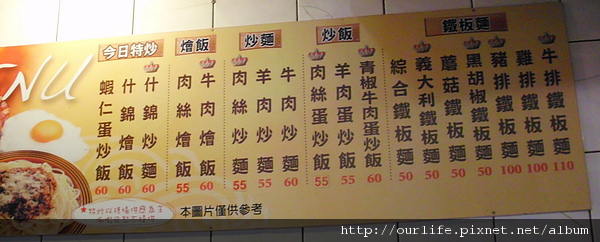 NU
今日特炒
蝦仁蛋炒飯 60
什錦燴飯 60
什錦炒麵 60
燴飯
肉絲燴飯 55
牛肉燴飯 60
炒麵
肉絲炒麵 55
羊肉炒麵 55
牛肉炒麵 60
炒飯
肉絲蛋炒飯 55
羊肉蛋炒飯 55
青椒牛肉蛋炒飯 60
鐵板麵
綜合鐵板麵 50
義大利鐵板麵 50
蘑菇鐵板麵 50
黑胡椒鐵板麵 50
豬排鐵板麵 100
雞排鐵板麵 100
牛排鐵板麵 110
本圖片僅供參考
http://ourlife.pixnet.net/album